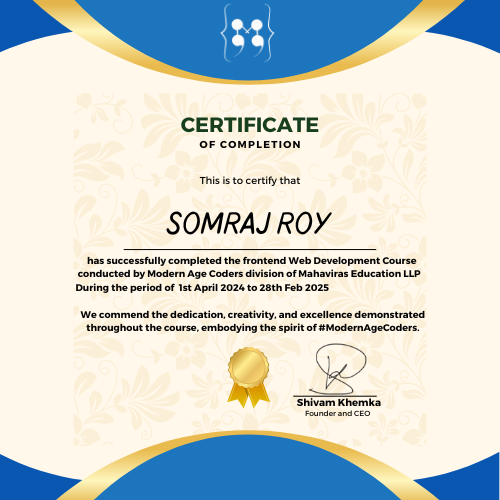 CERTIFICATE
OF COMPLETION
This is to certify that
SOMRAJ ROY
has successfully completed the frontend Web Development Course
conducted by Modern Age Coders division of Mahaviras Education LLP
During the period of 1st April 2024 to 28th Feb 2025
We commend the dedication, creativity, and excellence demonstrated
throughout the course, embodying the spirit of #ModernAgeCoders.
Shivam Khemka
Founder and CEO